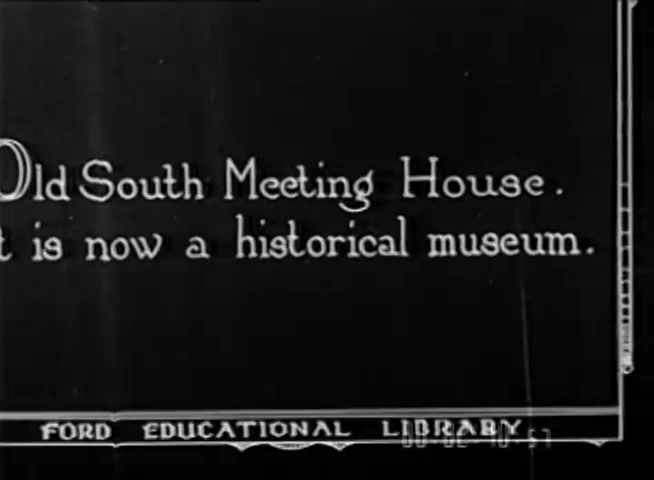 Old South Meeting House.
t is now a historical museum.
FORD EDUCATIONAL LIBRARY